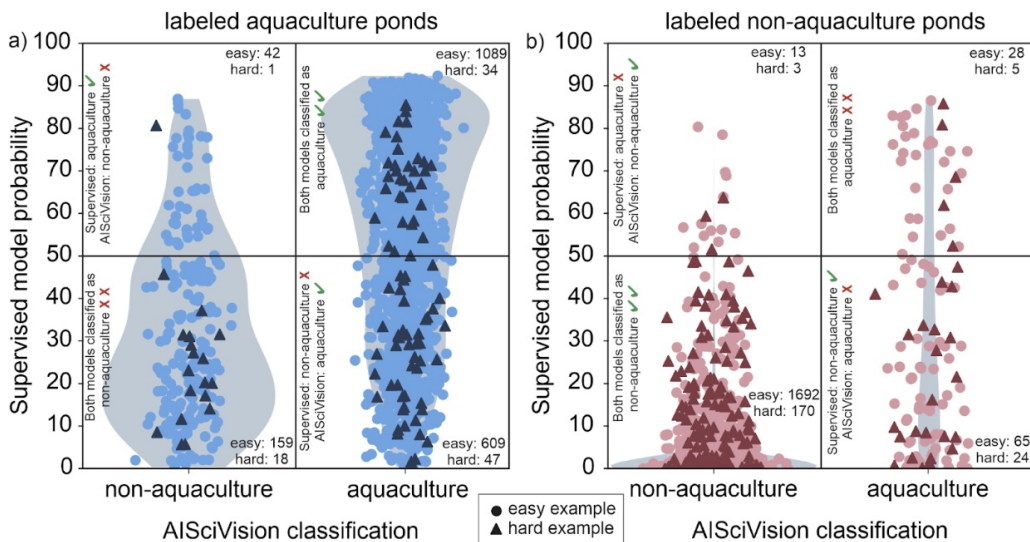 labeled aquaculture ponds
a)
Supervised model probability
100
90
80
70
60
50
40
30
20
10
0
Supervised: aquaculture ✓
AISciVision: non-aquaculture X
easy: 42
hard: 1
Both models classified as
aquaculture ✓✓
easy: 1089
hard: 34
Both models classified as
non-aquaculture X X
easy: 159
hard: 18
Supervised: non-aquaculture X
AISciVision: aquaculture ✓
easy: 609
hard: 47
non-aquaculture
aquaculture
AISciVision classification
labeled non-aquaculture ponds
b)
Supervised model probability
100
90
80
70
60
50
40
30
20
10
0
Supervised: aquaculture X
AISciVision: non-aquaculture ✓
easy: 13
hard: 3
Both models classified as
aquaculture X X
easy: 28
hard: 5
Both models classified as
non-aquaculture ✓✓
easy: 1692
hard: 170
Supervised: non-aquaculture ✓
AISciVision: aquaculture X
easy: 65
hard: 24
non-aquaculture
aquaculture
AISciVision classification
easy example
hard example